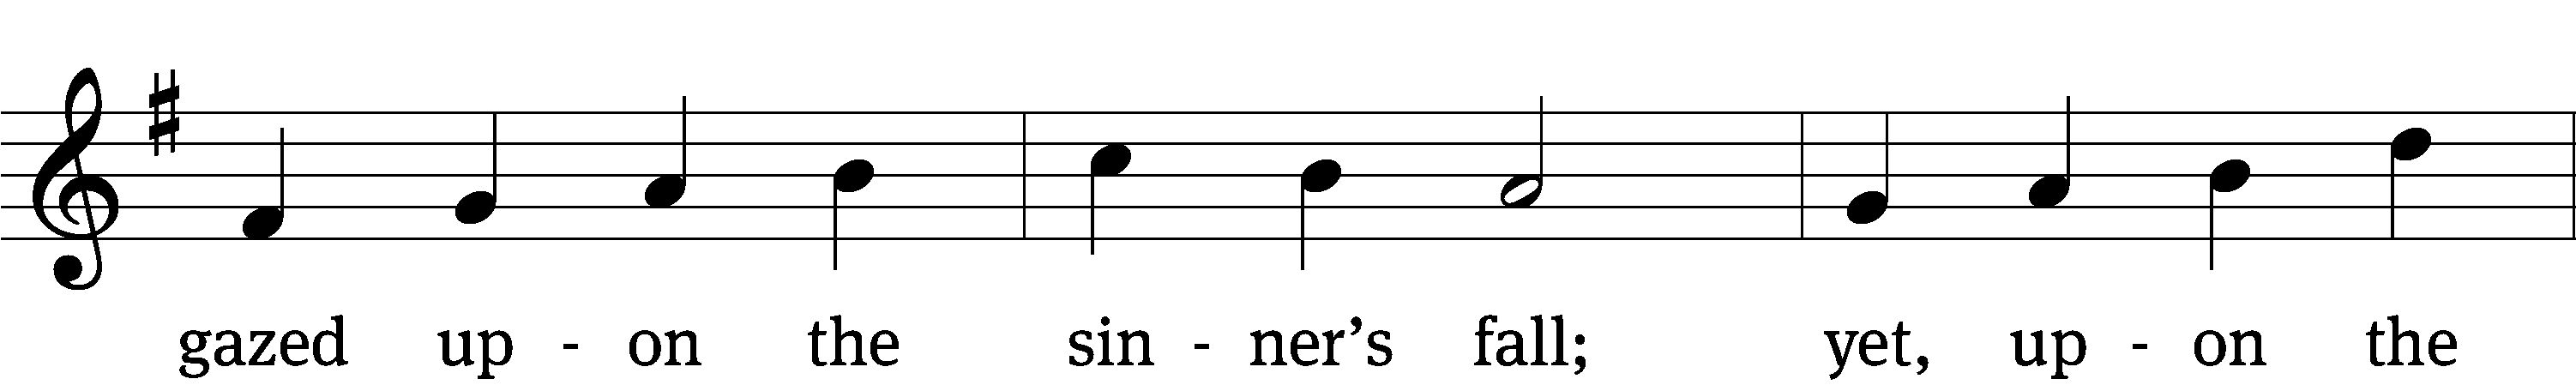 gazed up - on the sin - ner’s fall; yet, up - on the